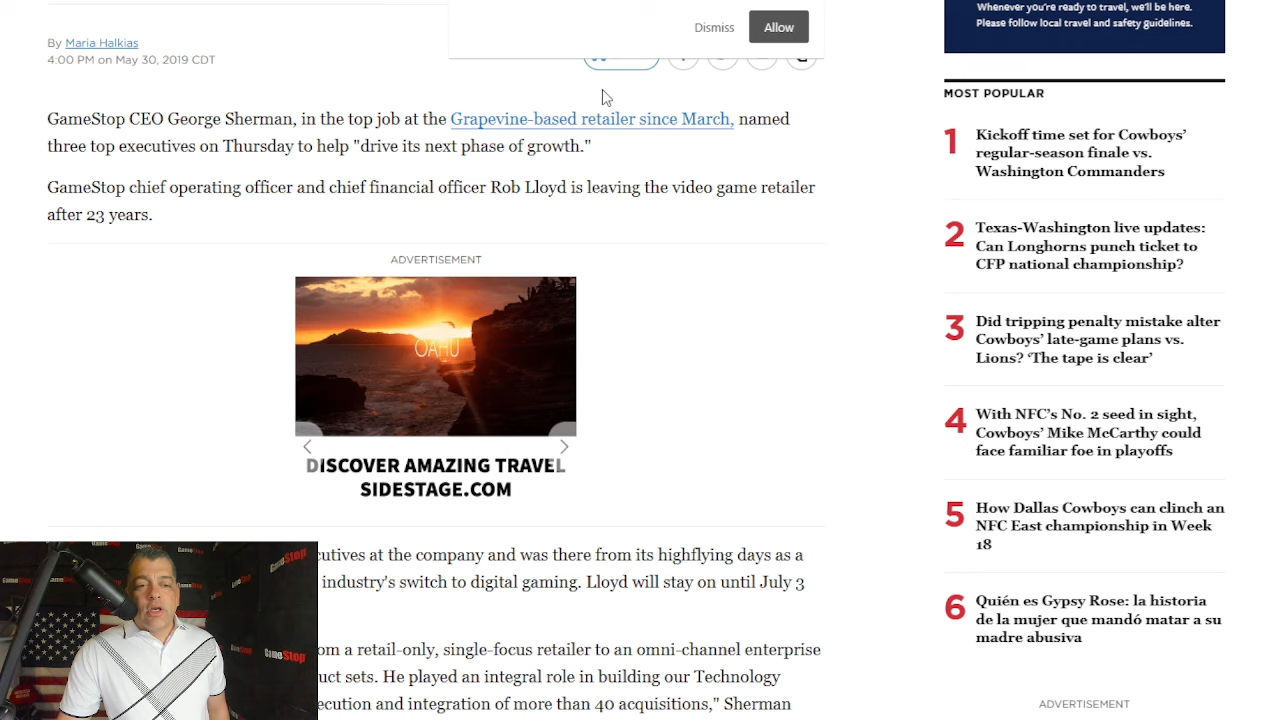 Dismiss
Allow
By Maria Halkias
4:00 PM on May 30, 2019 CDT
GameStop CEO George Sherman, in the top job at the Grapevine-based retailer since March, named
three top executives on Thursday to help "drive its next phase of growth."
GameStop chief operating officer and chief financial officer Rob Lloyd is leaving the video game retailer
after 23 years.
ADVERTISEMENT
OAHU
DISCOVER AMAZING TRAVEL
SIDESTAGE.COM
at the company and was there from its highflying days as a
industry's switch to digital gaming. Lloyd will stay on until July 3
a retail-only, single-focus retailer to an omni-channel enterprise
sets. He played an integral role in building our Technology
and integration of more than 40 acquisitions," Sherman
GameStop
GameStop
GameStop
GameStop
GameStop
Whenever you're ready to travel, we'll be here.
Please follow local travel and safety guidelines.
MOST POPULAR
1 Kickoff time set for Cowboys'
regular-season finale vs.
Washington Commanders
2 Texas-Washington live updates:
Can Longhorns punch ticket to
CFP national championship?
3 Did tripping penalty mistake alter
Cowboys' late-game plans vs.
Lions? 'The tape is clear'
4 With NFC's No. 2 seed in sight,
Cowboys' Mike McCarthy could
face familiar foe in playoffs
5 How Dallas Cowboys can clinch an
NFC East championship in Week
18
6 Quién es Gypsy Rose: la historia
de la mujer que mandó matar a su
madre abusiva
ADVERTISEMENT